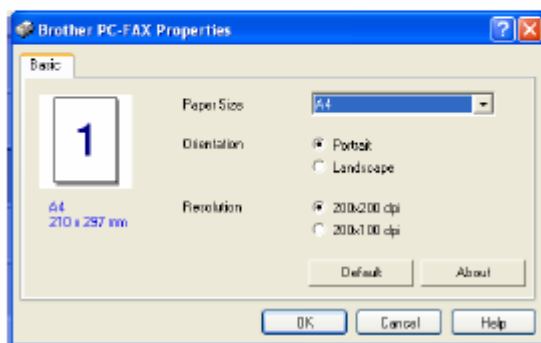 Brother PC-FAX Properties
Basic
1
A4
210 x 297 mm
Paper Size
A4
Orientation
Portrait
Landscape
Resolution
200x200 dpi
200x100 dpi
Default
About
OK
Cancel
Help